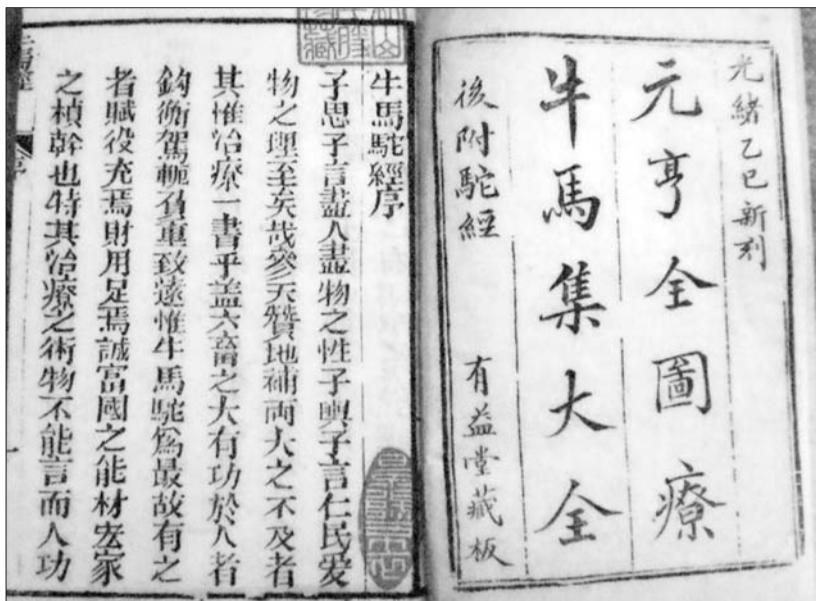 光緒乙巳新刻
元亨全圖療
牛馬集大全
後附駝經
有益堂藏板
牛馬駝經序
子思子言盡人盡物之性子輿子言仁民爱
物之理至矣哉參天贊地補兩大之不及者
其惟治療一書乎盖六畜之大有功於人者
鈎衡駕軛負重致遠惟牛馬駝爲最故有之
者賦役充焉財用足焉誠富國之能材宏家
之楨幹也特其治療之術物不能言而人功
序